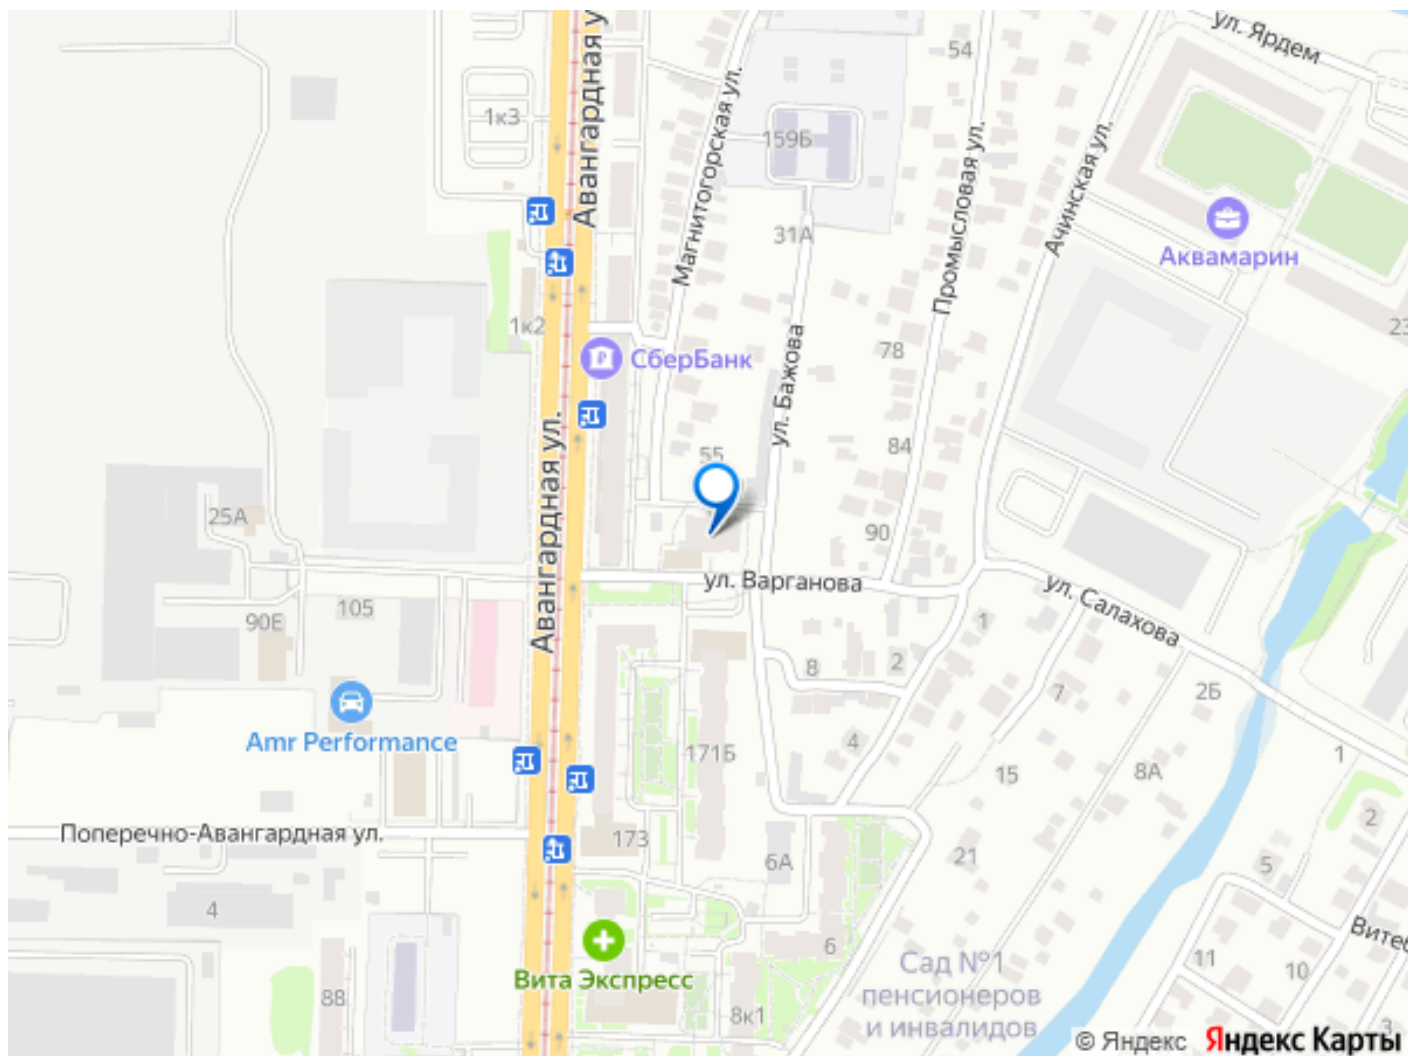 ул. Ярдем
54
Авангардная у
1к3
159Б
Магнитогорская ул.
Промысловая ул.
Ачинская ул.
31А
Аквамарин
1к2
23
СберБанк
78
ул. Бажова
Авангардная ул.
55
84
25А
90
ул. Варганова
ул. Салахова
105
90Е
1
8
2
7
2Б
Amr Performance
4
171Б
15
8А
1
2
Поперечно-Авангардная ул.
173
6А
21
5
4
Вита Экспресс
6
Сад №1
пенсионеров
и инвалидов
Витеб
11
10
8В
8к1
3
© Яндекс Яндекс Карты